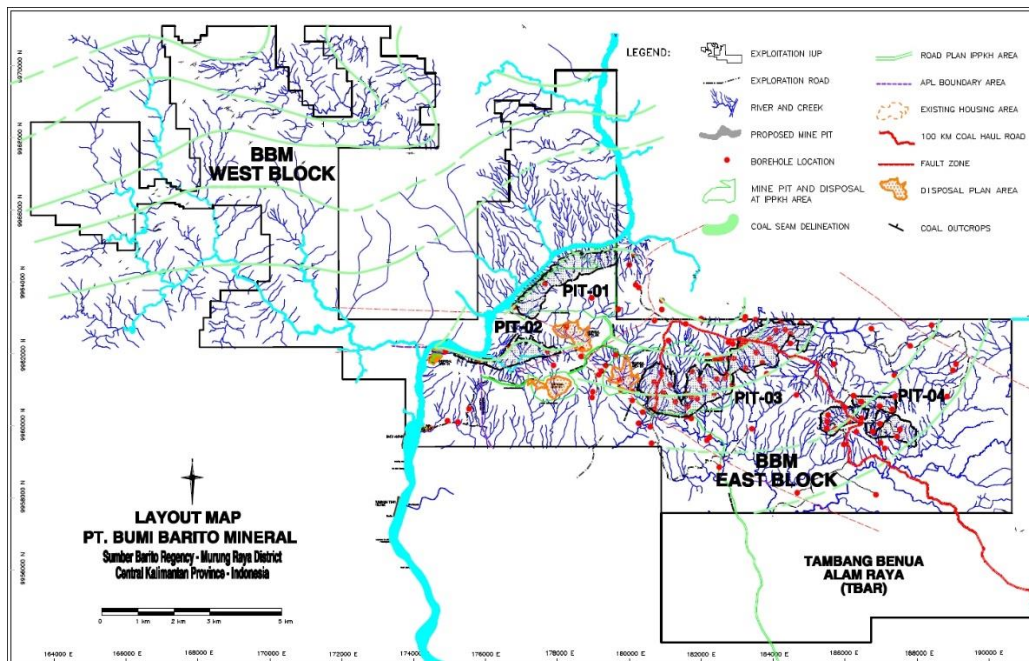 LEGEND:
EXPLOITATION IUP
EXPLORATION ROAD
RIVER AND CREEK
PROPOSED MINE PIT
BOREHOLE LOCATION
MINE PIT AND DISPOSAL
AT IPPKH AREA
COAL SEAM DELINEATION
ROAD PLAN IPPKH AREA
APL BOUNDARY AREA
EXISTING HOUSING AREA
100 KM COAL HAUL ROAD
FAULT ZONE
DISPOSAL PLAN AREA
COAL OUTCROPS
BBM
WEST BLOCK
PIT-01
PIT-02
PIT-03
PIT-04
BBM
EAST BLOCK
TAMBANG BENUA
ALAM RAYA
(TBAR)
LAYOUT MAP
PT. BUMI BARITO MINERAL
Sumber Barito Regency - Murung Raya District
Central Kalimantan Province - Indonesia
0 1 km 2 km 3 km 5 km
9964000 N
9962000 N
9960000 N
9958000 N
9956000 N
164000 E
166000 E
168000 E
170000 E
172000 E
174000 E
176000 E
178000 E
180000 E
182000 E
184000 E
186000 E
188000 E
190000 E